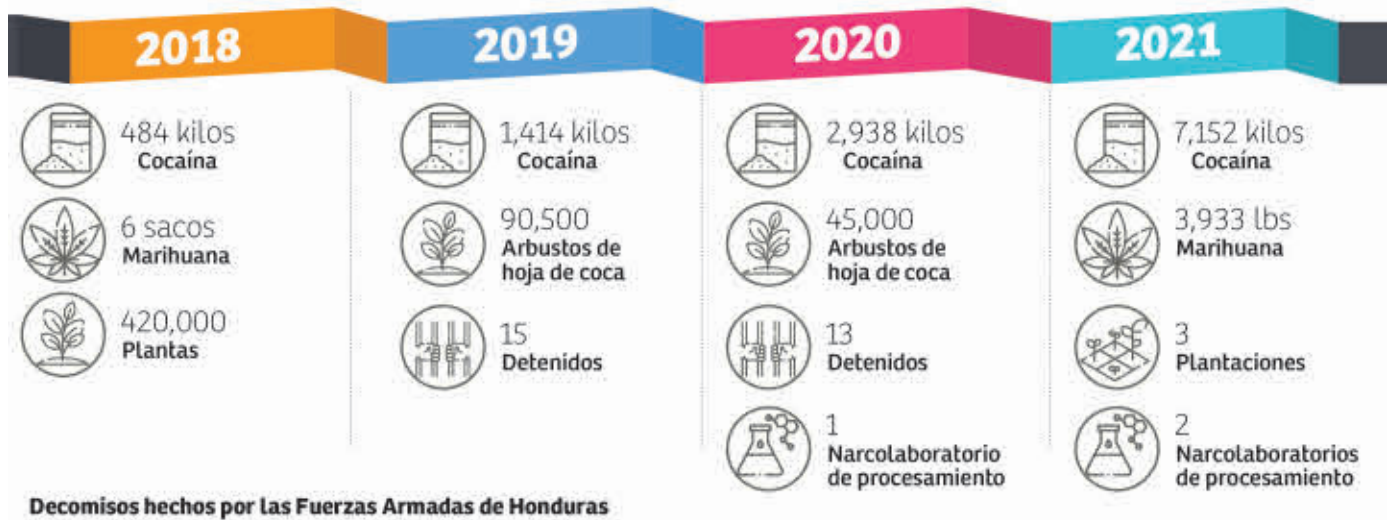 2018
484 kilos
Cocaína
6 sacos
Marihuana
420,000
Plantas
2019
1,414 kilos
Cocaína
90,500
Arbustos de
hoja de coca
15
Detenidos
2020
2,938 kilos
Cocaína
45,000
Arbustos de
hoja de coca
13
Detenidos
1
Narcolaboratorio
de procesamiento
2021
7,152 kilos
Cocaína
3,933 lbs
Marihuana
3
Plantaciones
2
Narcolaboratorios
de procesamiento
Decomisos hechos por las Fuerzas Armadas de Honduras